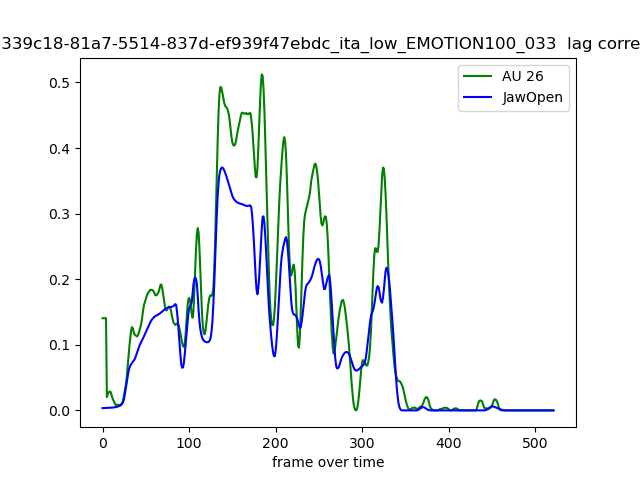 339c18-81a7-5514-837d-ef939f47ebdc_ita_low_EMOTION100_033 lag corre
AU 26
JawOpen
0.5
0.4
0.3
0.2
0.1
0.0
0 100 200 300 400 500
frame over time